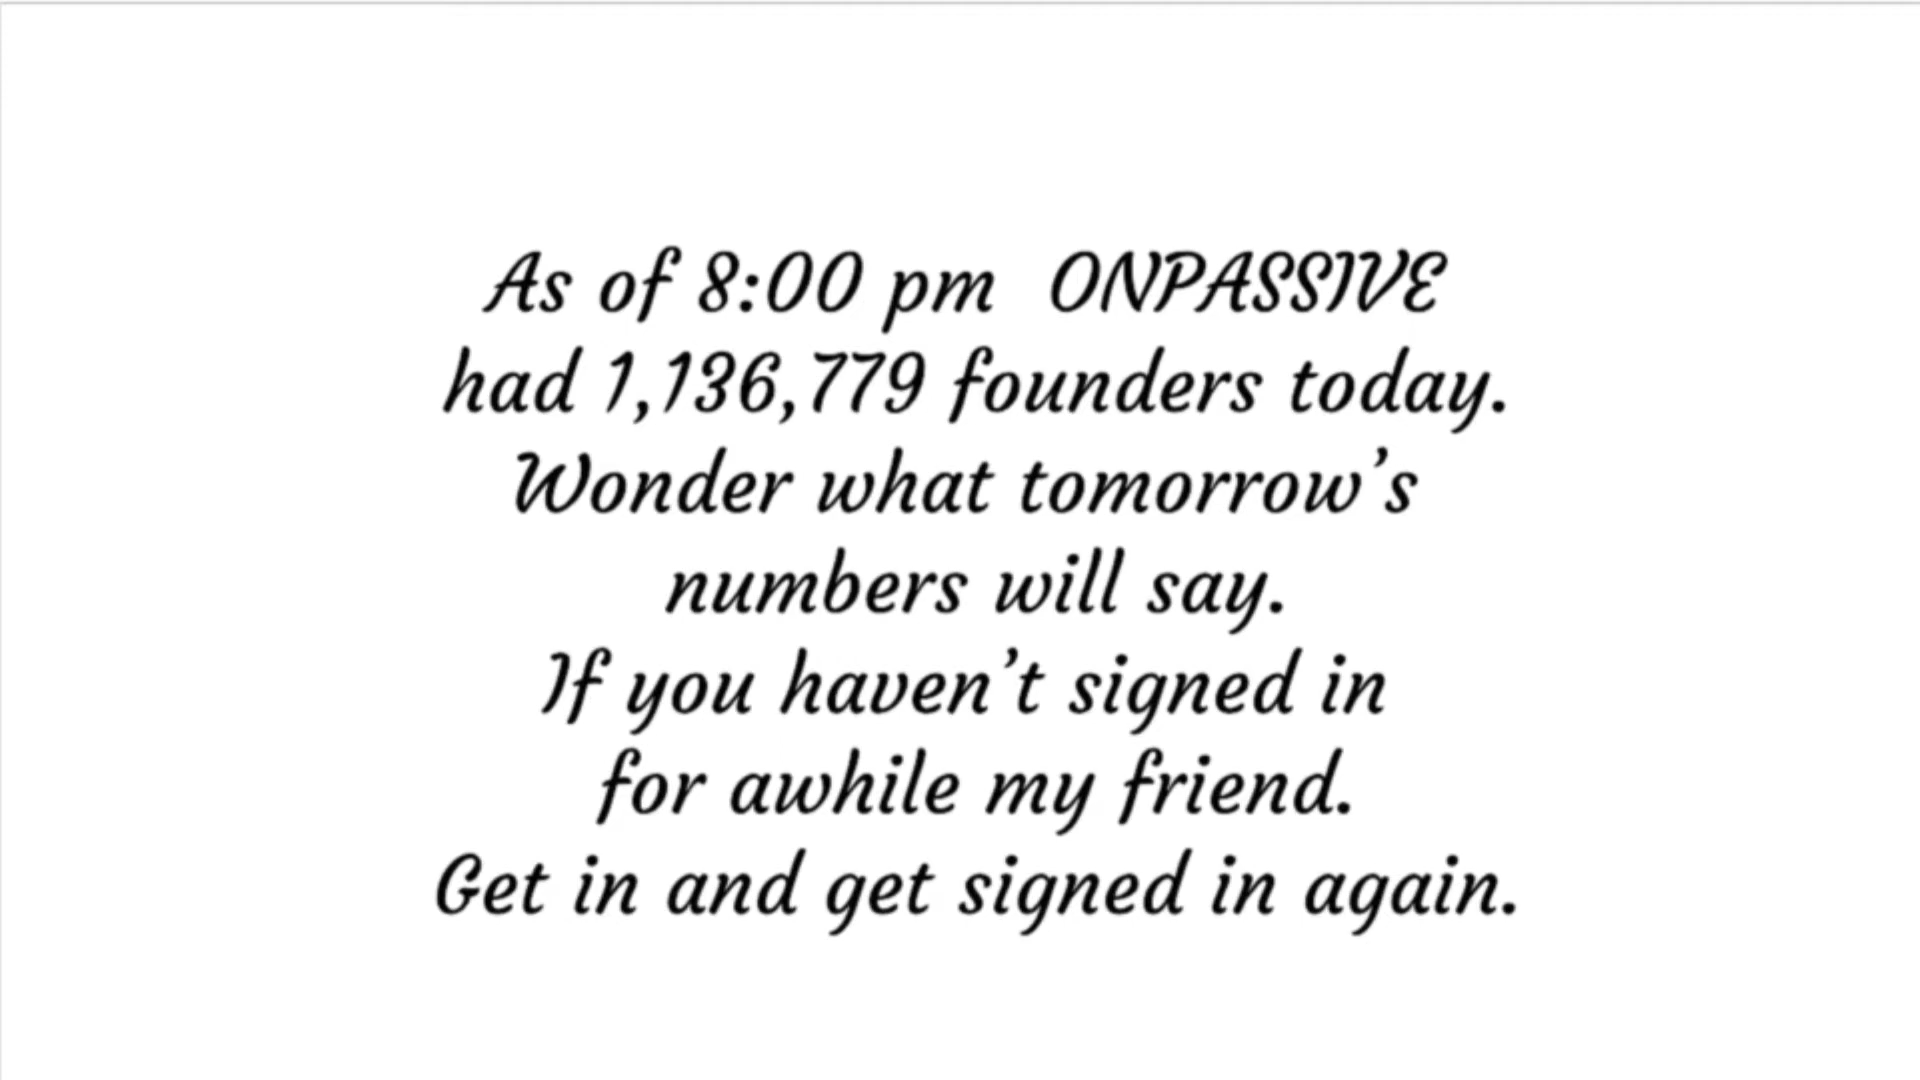 As of 8:00 pm ONPASSIVE
had 1,136,779 founders today.
Wonder what tomorrow’s
numbers will say.
If you haven’t signed in
for awhile my friend.
Get in and get signed in again.